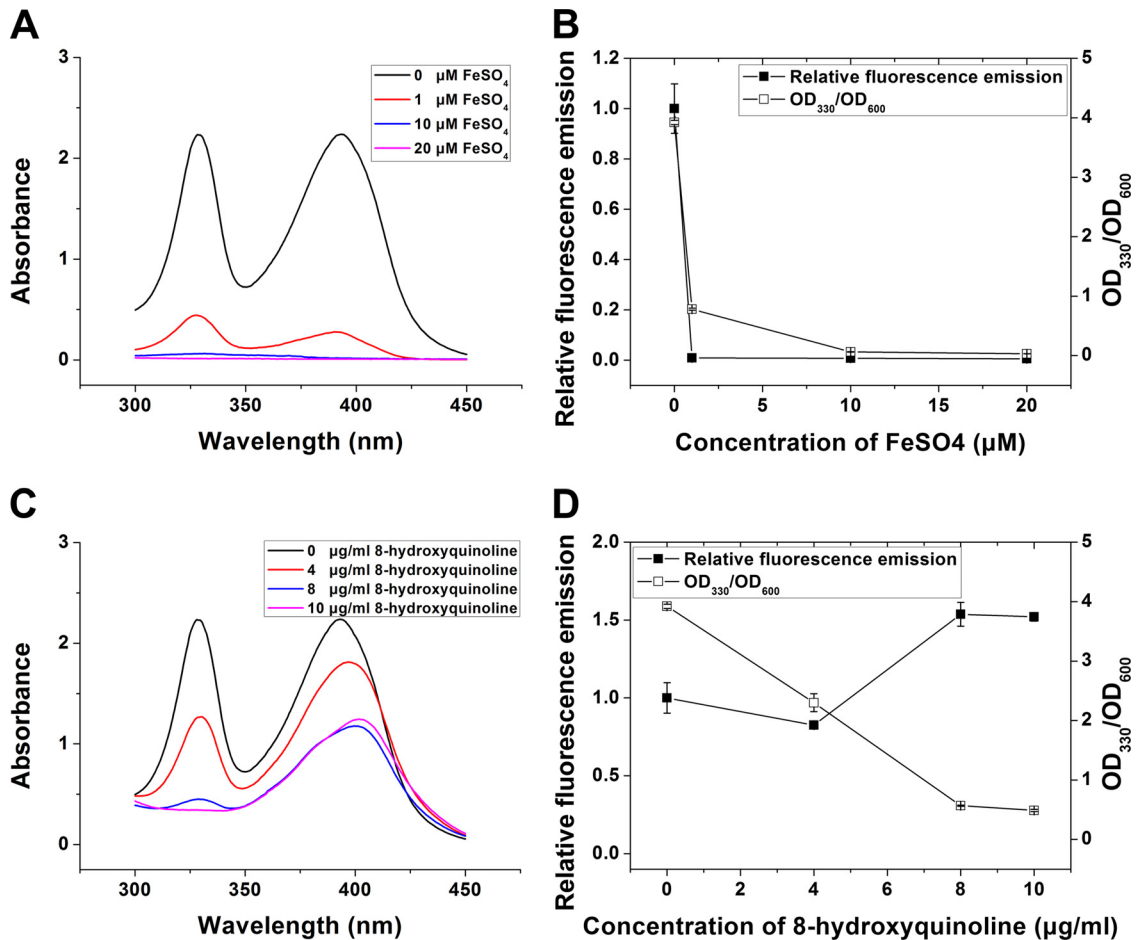 A
Absorbance
3
2
1
0
300
350
400
450
Wavelength (nm)
0 µM FeSO4
1 µM FeSO4
10 µM FeSO4
20 µM FeSO4
B
Relative fluorescence emission
1.2
1.0
0.8
0.6
0.4
0.2
0.0
0
5
10
15
20
Concentration of FeSO4 (µM)
5
4
3
2
1
0
OD330/OD600
Relative fluorescence emission
OD330/OD600
C
Absorbance
3
2
1
0
300
350
400
450
Wavelength (nm)
0 µg/ml 8-hydroxyquinoline
4 µg/ml 8-hydroxyquinoline
8 µg/ml 8-hydroxyquinoline
10 µg/ml 8-hydroxyquinoline
D
Relative fluorescence emission
2.0
1.5
1.0
0.5
0.0
0
2
4
6
8
10
Concentration of 8-hydroxyquinoline (µg/ml)
5
4
3
2
1
0
OD330/OD600
Relative fluorescence emission
OD330/OD600